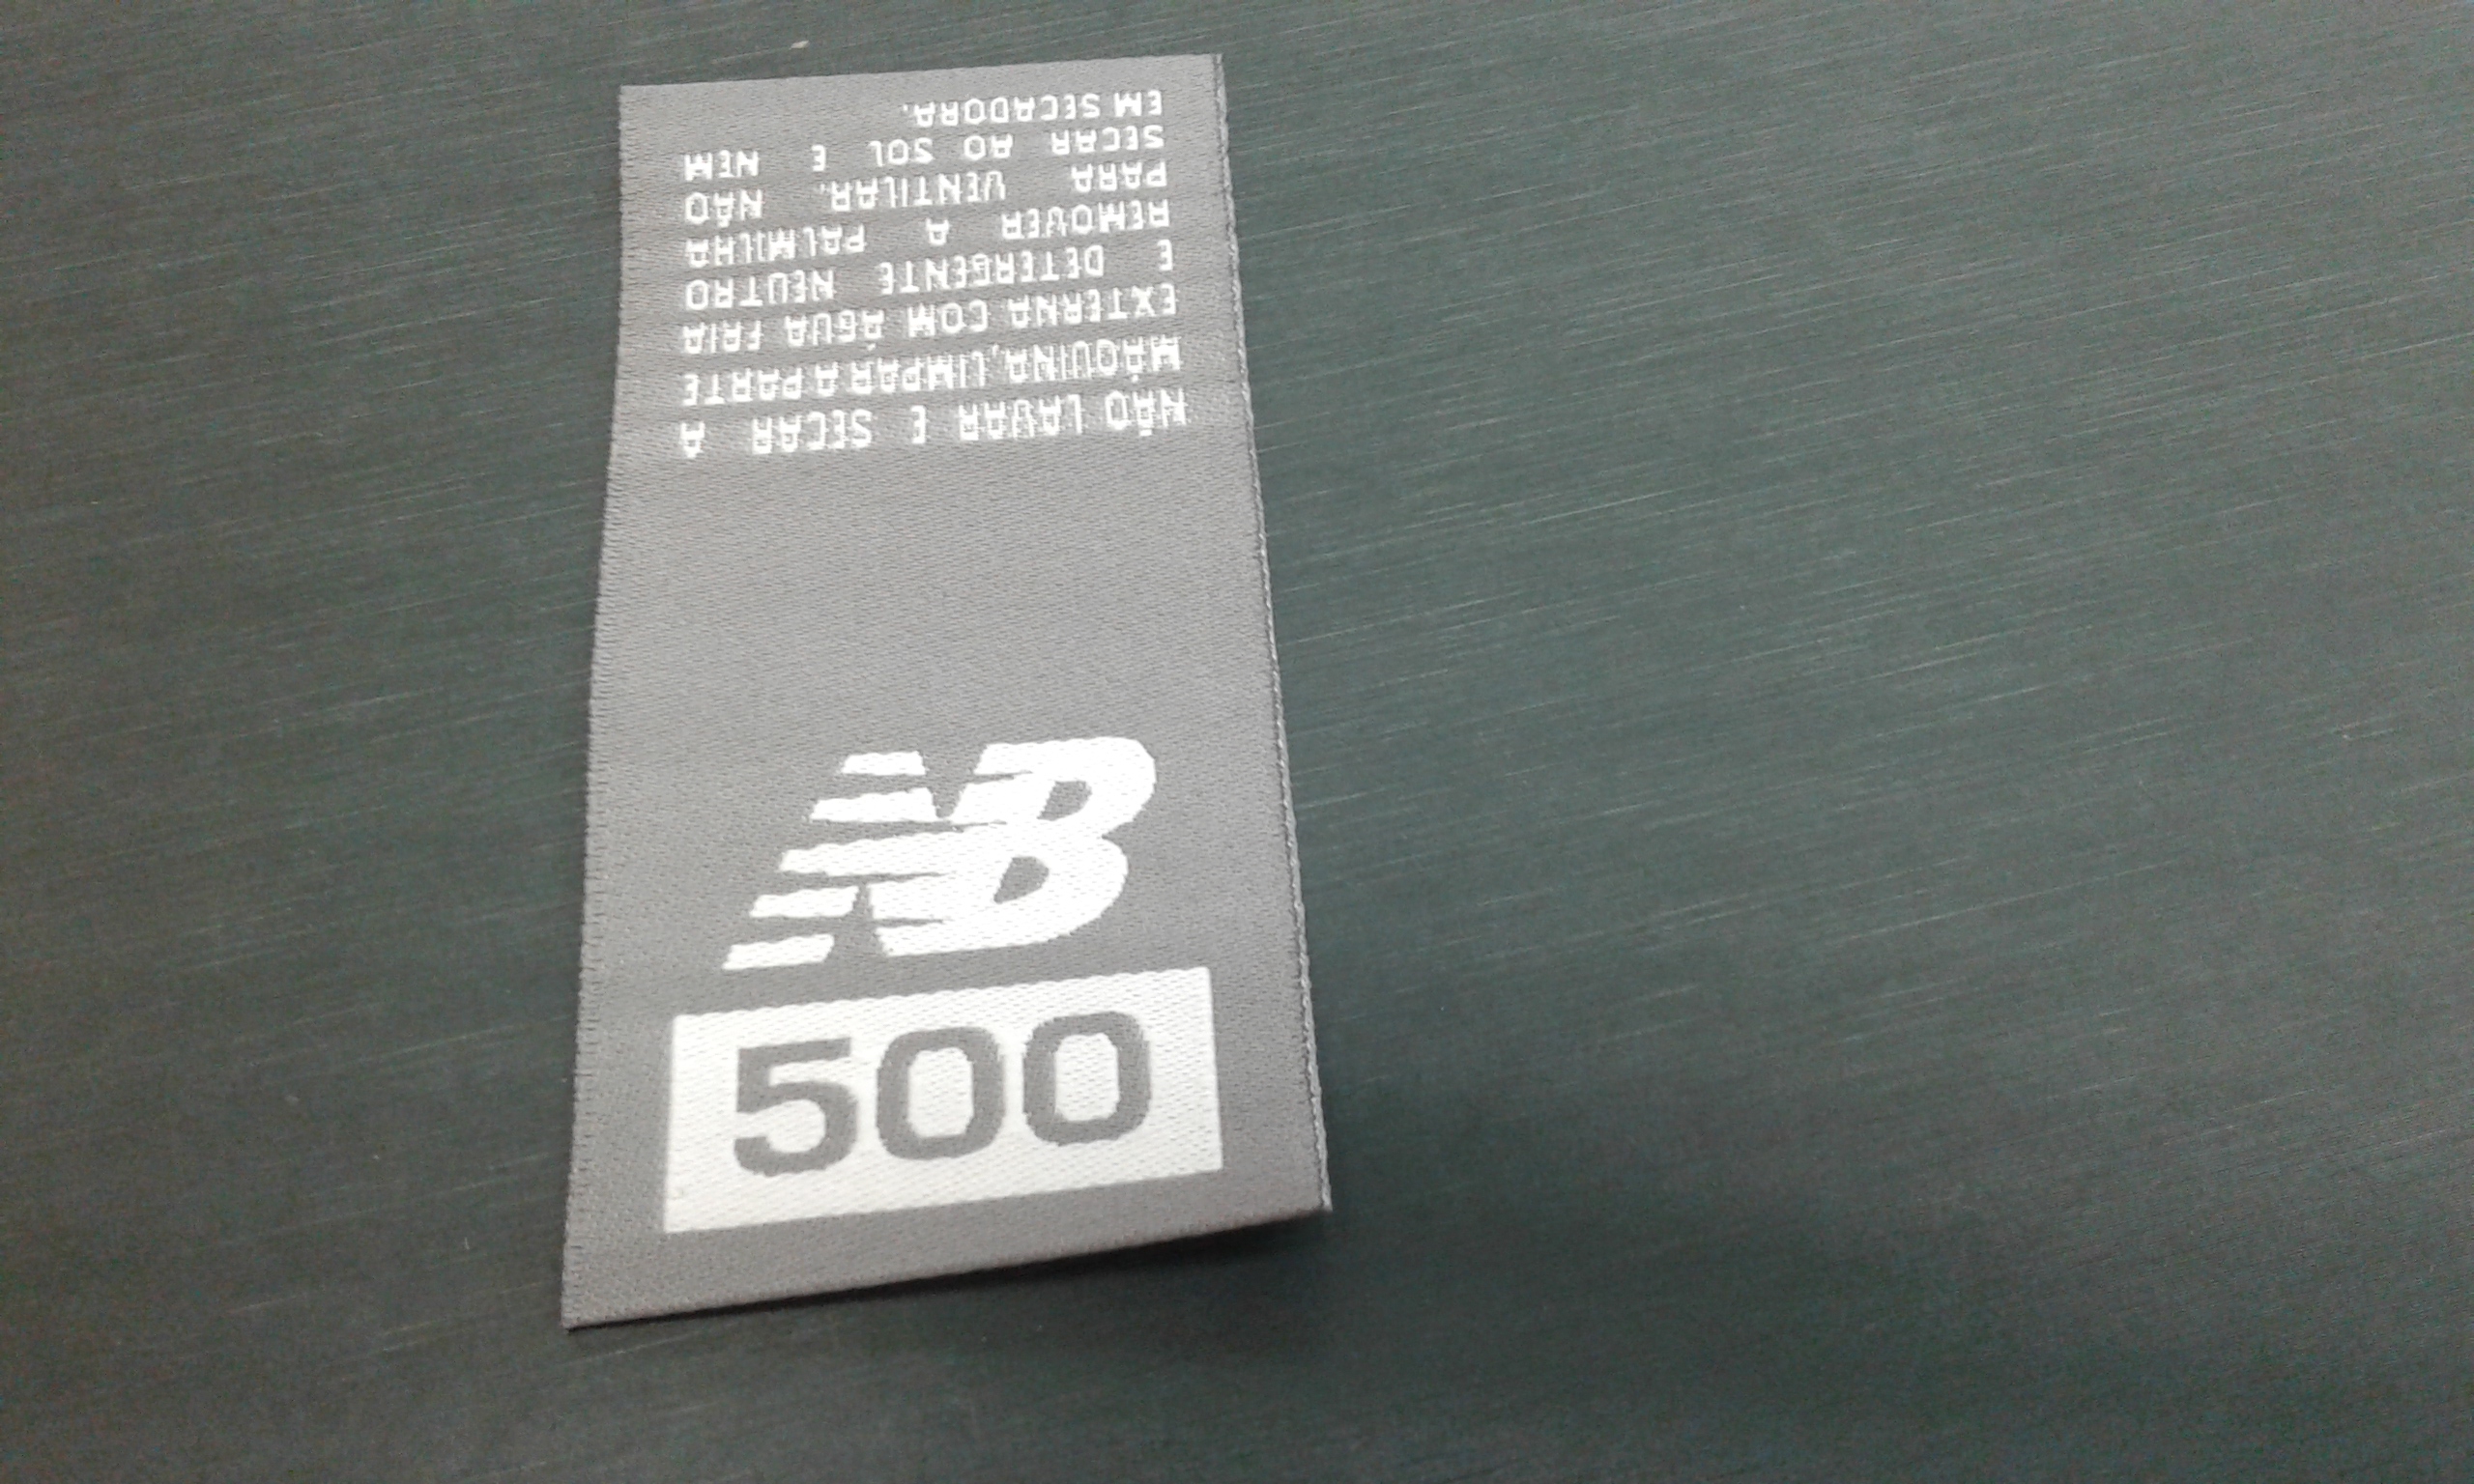 NÃO LAVAR E SECAR A
MÁQUINA, LIMPAR A PARTE
EXTERNA COM ÁGUA FRIA
E DETERGENTE NEUTRO
REMOVER A PALMILHA
PARA VENTILAR. NÃO
SECAR AO SOL E NEM
EM SECADORA.
NB
500